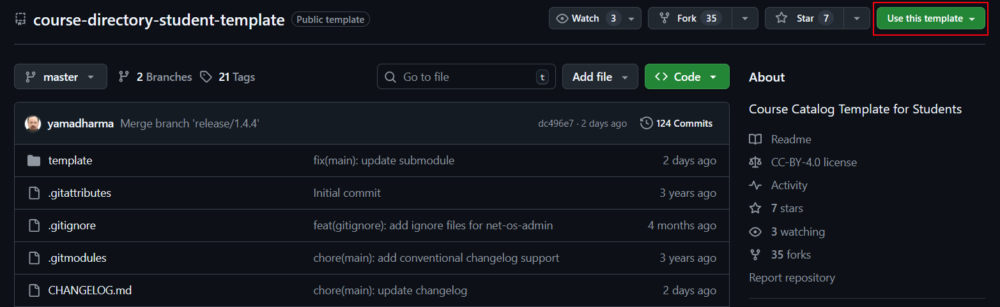 course-directory-student-template Public template Watch 3 Fork 35 Star 7 Use this template
master 2 Branches 21 Tags Go to file t Add file Code
yamadharma Merge branch 'release/1.4.4' dc496e7 · 2 days ago 124 Commits
template fix(main): update submodule 2 days ago
.gitattributes Initial commit 3 years ago
.gitignore feat(gitignore): add ignore files for net-os-admin 4 months ago
.gitmodules chore(main): add conventional changelog support 3 years ago
CHANGELOG.md chore(main): update changelog 2 days ago
About
Course Catalog Template for Students
Readme
CC-BY-4.0 license
Activity
7 stars
3 watching
35 forks
Report repository